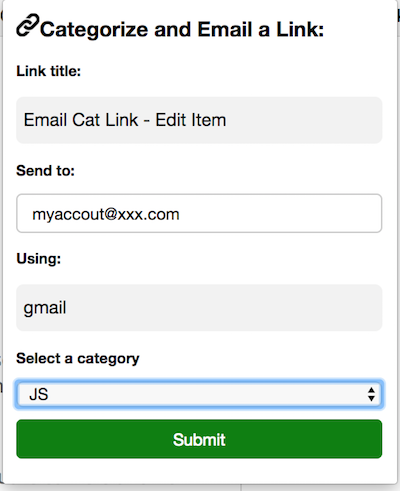 Categorize and Email a Link:
Link title:
Email Cat Link - Edit Item
Send to:
myaccout@xxx.com
Using:
gmail
Select a category
JS
Submit